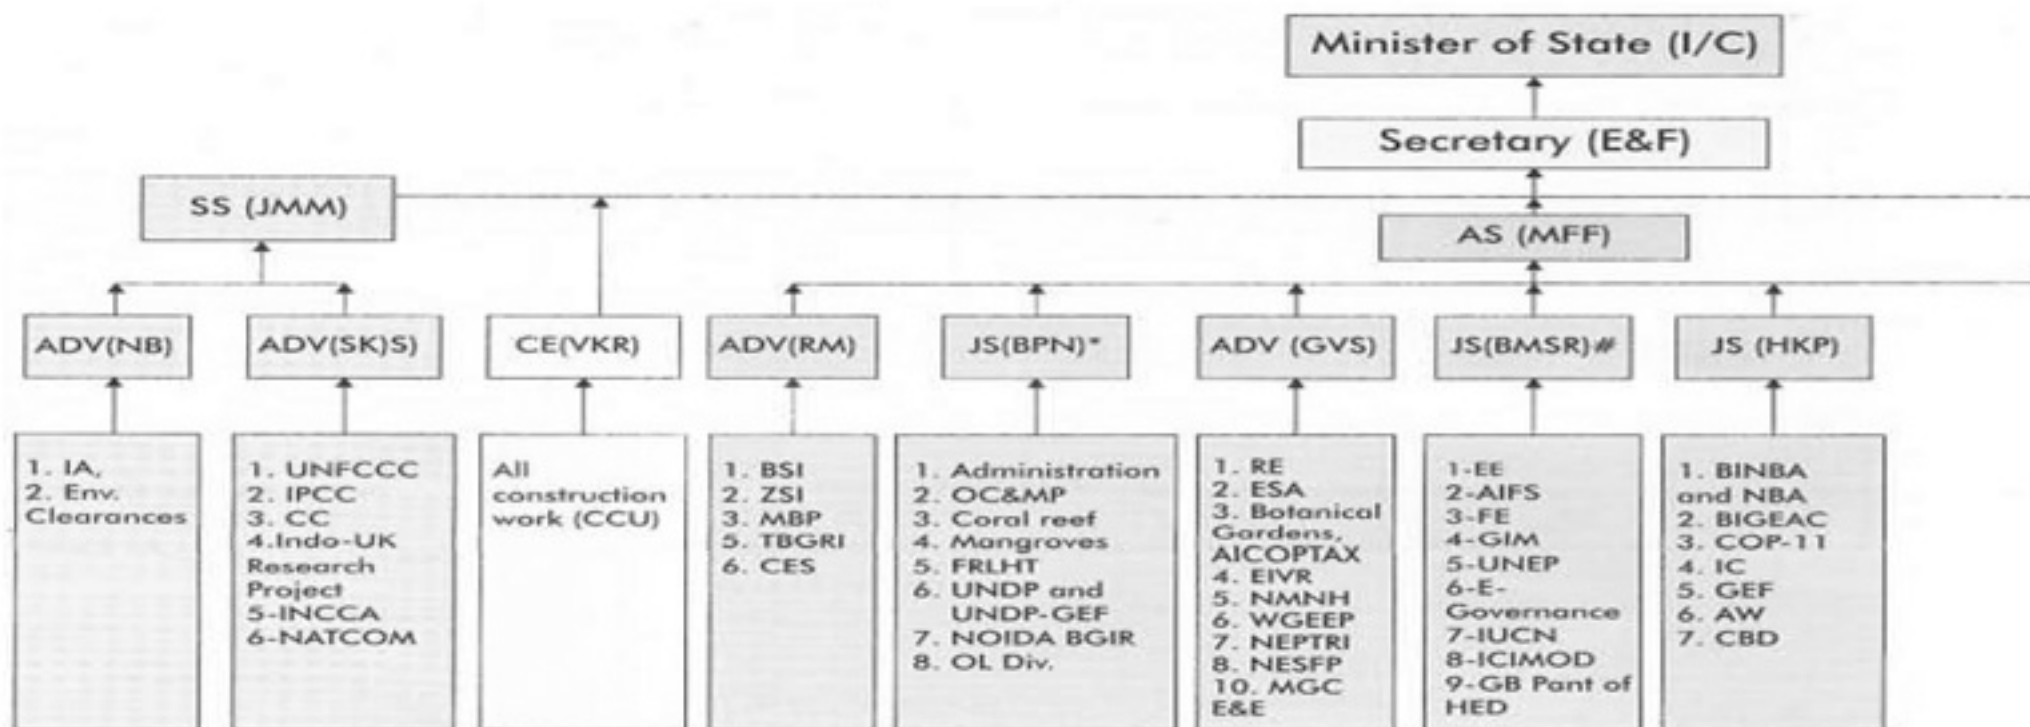 Minister of State (I/C)
Secretary (E&F)
SS (JMM)
AS (MFF)
ADV(NB)
ADV(SK)S)
CE(VKR)
ADV(RM)
JS(BPN)*
ADV (GVS)
JS(BMSR)#
JS (HKP)
1. IA,
2. Env.
Clearances
1. UNFCCC
2. IPCC
3. CC
4.Indo-UK
Research
Project
5-INCCA
6-NATCOM
All
construction
work (CCU)
1. BSI
2. ZSI
3. MBP
5. TBGRI
6. CES
1. Administration
2. OC&MP
3. Coral reef
4. Mangroves
5. FRLHT
6. UNDP and
UNDP-GEF
7. NOIDA BGIR
8. OL Div.
1. RE
2. ESA
3. Botanical
Gardens,
AICOPTAX
4. EIVR
5. NMNH
6. WGEEP
7. NEPTRI
8. NESFP
10. MGC
E&E
1-EE
2-AIFS
3-FE
4-GIM
5-UNEP
6-E-
Governance
7-IUCN
8-ICIMOD
9-GB Pant of
HED
1. BINBA
and NBA
2. BIGEAC
3. COP-11
4. IC
5. GEF
6. AW
7. CBD